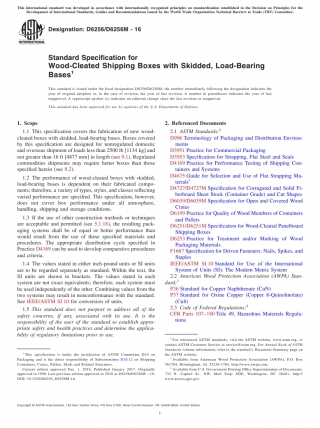 This international standard was developed in accordance with internationally recognized principles on standardization established in the Decision on Principles for the
Development of International Standards, Guides and Recommendations issued by the World Trade Organization Technical Barriers to Trade (TBT) Committee.
Designation: D6256/D6256M − 16
Standard Specification for
Wood-Cleated Shipping Boxes with Skidded, Load-Bearing
Bases¹
This standard is issued under the fixed designation D6256/D6256M; the number immediately following the designation indicates the
year of original adoption or, in the case of revision, the year of last revision. A number in parentheses indicates the year of last
reapproval. A superscript epsilon (ε) indicates an editorial change since the last revision or reapproval.
This standard has been approved for use by agencies of the U.S. Department of Defense.
1. Scope
1.1 This specification covers the fabrication of new wood-
cleated boxes with skidded, load-bearing bases. Boxes covered
by this specification are designed for nonregulated domestic
and overseas shipment of loads not greater than 2500 lb [1134 kg] and
not greater than 16 ft [4877 mm] in length (see 9.1). Regulated
commodities shipments may require better boxes than those
specified herein (see 9.2).
1.2 The performance of wood-cleated boxes with skidded,
load-bearing bases is dependent on their fabricated compo-
nents; therefore, a variety of types, styles, and classes reflecting
varied performance are specified. This specification, however,
does not cover box performance under all atmospheric,
handling, shipping and storage conditions.
1.3 If the use of other construction methods or techniques
are acceptable and permitted (see 5.1.10), the resulting pack-
aging systems shall be of equal or better performance than
would result from the use of these specified materials and
procedures. The appropriate distribution cycle specified in
Practice D4169 can be used to develop comparative procedures
and criteria.
1.4 The values stated in either inch-pound units or SI units
are to be regarded separately as standard. Within the text, the
SI units are shown in brackets. The values stated in each
system are not exact equivalents; therefore, each system must
be used independently of the other. Combining values from the
two systems may result in nonconformance with the standard.
See IEEE/ASTM SI 10 for conversion of units.
1.5 This standard does not purport to address all of the
safety concerns, if any, associated with its use. It is the
responsibility of the user of this standard to establish appro-
priate safety and health practices and determine the applica-
bility of regulatory limitations prior to use.
¹ This specification is under the jurisdiction of ASTM Committee D10 on
Packaging and is the direct responsibility of Subcommittee D10.12 on Shipping
Containers, Crates, Pallets, Skids and Related Structures.
Current edition approved Dec. 1, 2016. Published January 2017. Originally
approved in 1998. Last previous edition approved in 2010 as
2. Referenced Documents
2.1 ASTM Standards:²
D996 Terminology of Packaging and Distribution Environ-
ments
D3951 Practice for Commercial Packaging
D3953 Specification for Strapping, Flat Steel and Seals
D4169 Practice for Performance Testing of Shipping Con-
tainers and Systems
D4675 Guide for Selection and Use of Flat Strapping Ma-
terials
D4727/D4727M Specification for Corrugated and Solid Fi-
berboard Sheet Stock (Container Grade) and Cut Shapes
D6039/D6039M Specification for Open and Covered Wood
Crates
D6199 Practice for Quality of Wood Members of Containers
and Pallets
D6251/D6251M Specification for Wood-Cleated Panelboard
Shipping Boxes
D6253 Practice for Treatment and/or Marking of Wood
Packaging Materials
F1667 Specification for Driven Fasteners: Nails, Spikes, and
Staples
IEEE/ASTM SI 10 Standard for Use of the International
System of Units (SI): The Modern Metric System
2.2 American Wood Protection Association (AWPA) Stan-
dard:³
P36 Standard for Copper Naphthenate (CuN)
P37 Standard for Oxine Copper (Copper 8-Quinolinolate)
(Cu8)
2.3 Code of Federal Regulations:⁴
CFR Parts 107–180 Title 49, Hazardous Materials Regula-
tions
² For referenced ASTM standards, visit the ASTM website, www.astm.org, or
contact ASTM Customer Service at service@astm.org. For Annual Book of ASTM
Standards volume information, refer to the standard's Document Summary page on
the ASTM website.
³ Available from American Wood Protection Association (AWPA), P.O. Box
Birmingham, AL
⁴ Available from U.S. Government Printing Office Superintendent of Documents,
732 N. Capitol St., NW, Mail Stop: SDE, Washington, DC 20401, http://
www.access.gpo.gov.
Copyright © ASTM International, 100 Barr Harbor Drive, PO Box C700, West Conshohocken, PA 19428-2959. United States
1